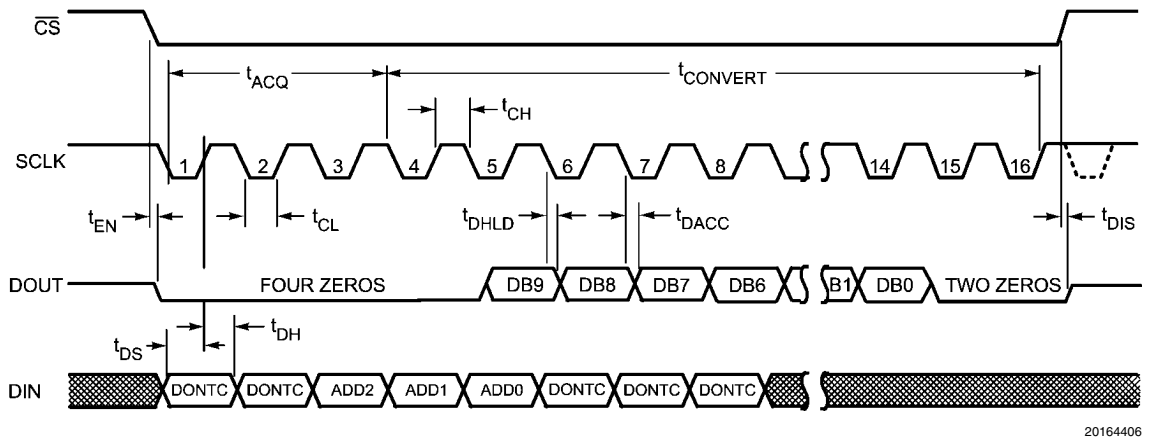 CS
tACQ
tCONVERT
tCH
SCLK
1 2 3 4 5 6 7 8 14 15 16
tEN
tCL
tDHLD
tDACC
tDIS
DOUT
FOUR ZEROS
DB9 DB8 DB7 DB6 B1 DB0 TWO ZEROS
tDH
tDS
DIN
DONTC DONTC ADD2 ADD1 ADD0 DONTC DONTC DONTC
20164406